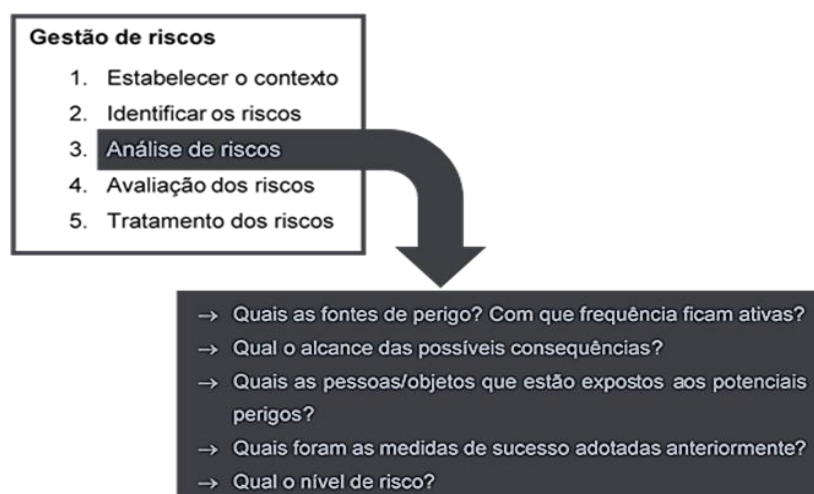 Gestão de riscos
1. Estabelecer o contexto
2. Identificar os riscos
3. Análise de riscos
4. Avaliação dos riscos
5. Tratamento dos riscos
→ Quais as fontes de perigo? Com que frequência ficam ativas?
→ Qual o alcance das possíveis consequências?
→ Quais as pessoas/objetos que estão expostos aos potenciais
perigos?
→ Quais foram as medidas de sucesso adotadas anteriormente?
→ Qual o nível de risco?